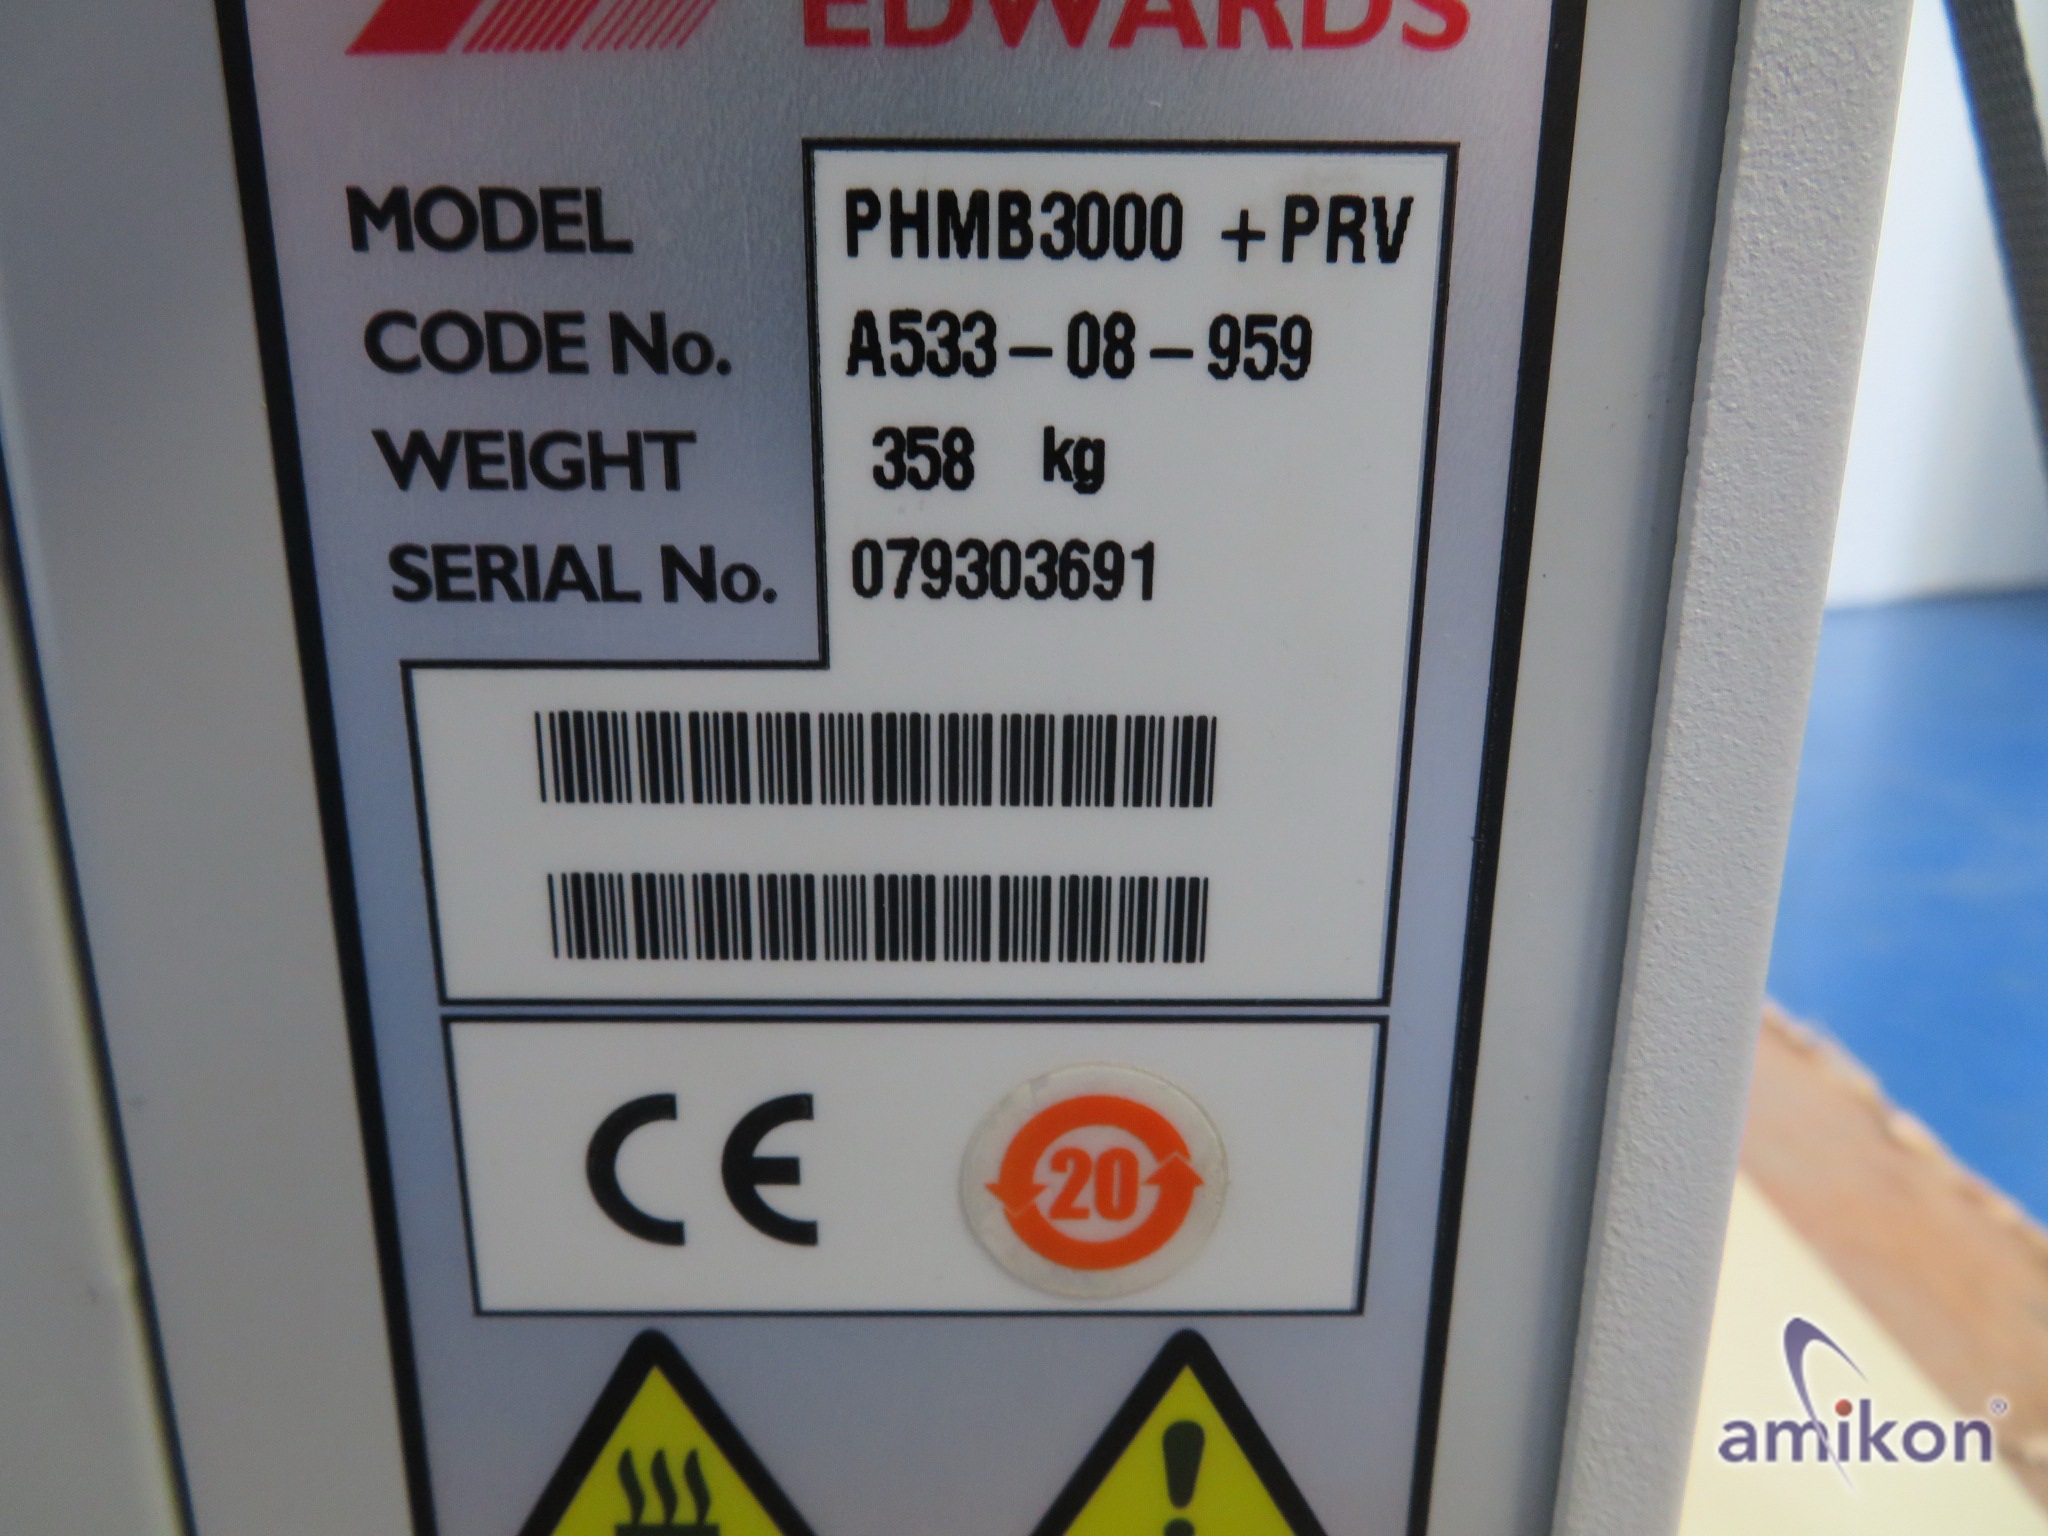 EDWARDS
MODEL PHMB3000 +PRV
CODE No. A533-08-959
WEIGHT 358 kg
SERIAL No. 079303691
CE
20
amikon®